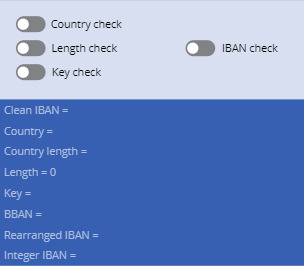 Country check
Length check IBAN check
Key check
Clean IBAN =
Country =
Country length =
Length = 0
Key =
BBAN =
Rearranged IBAN =
Integer IBAN =